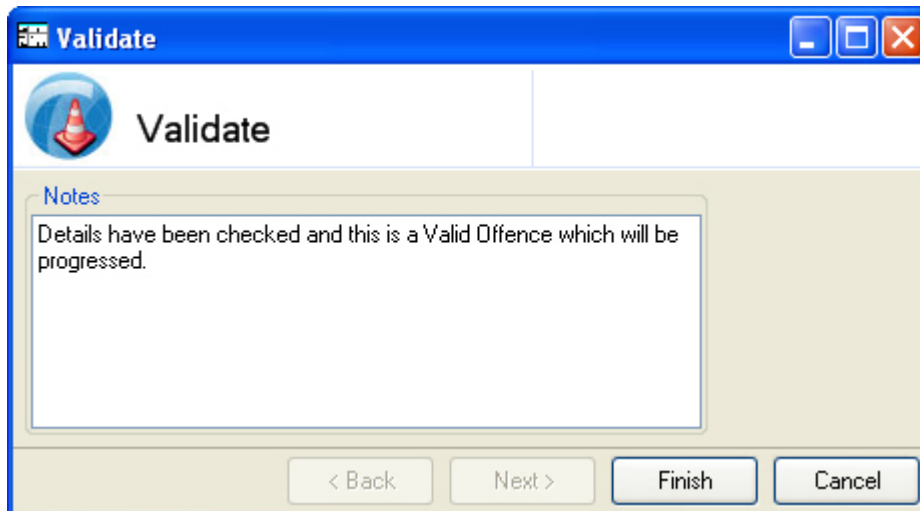 Validate
Validate
Notes
Details have been checked and this is a Valid Offence which will be
progressed.
< Back
Next >
Finish
Cancel